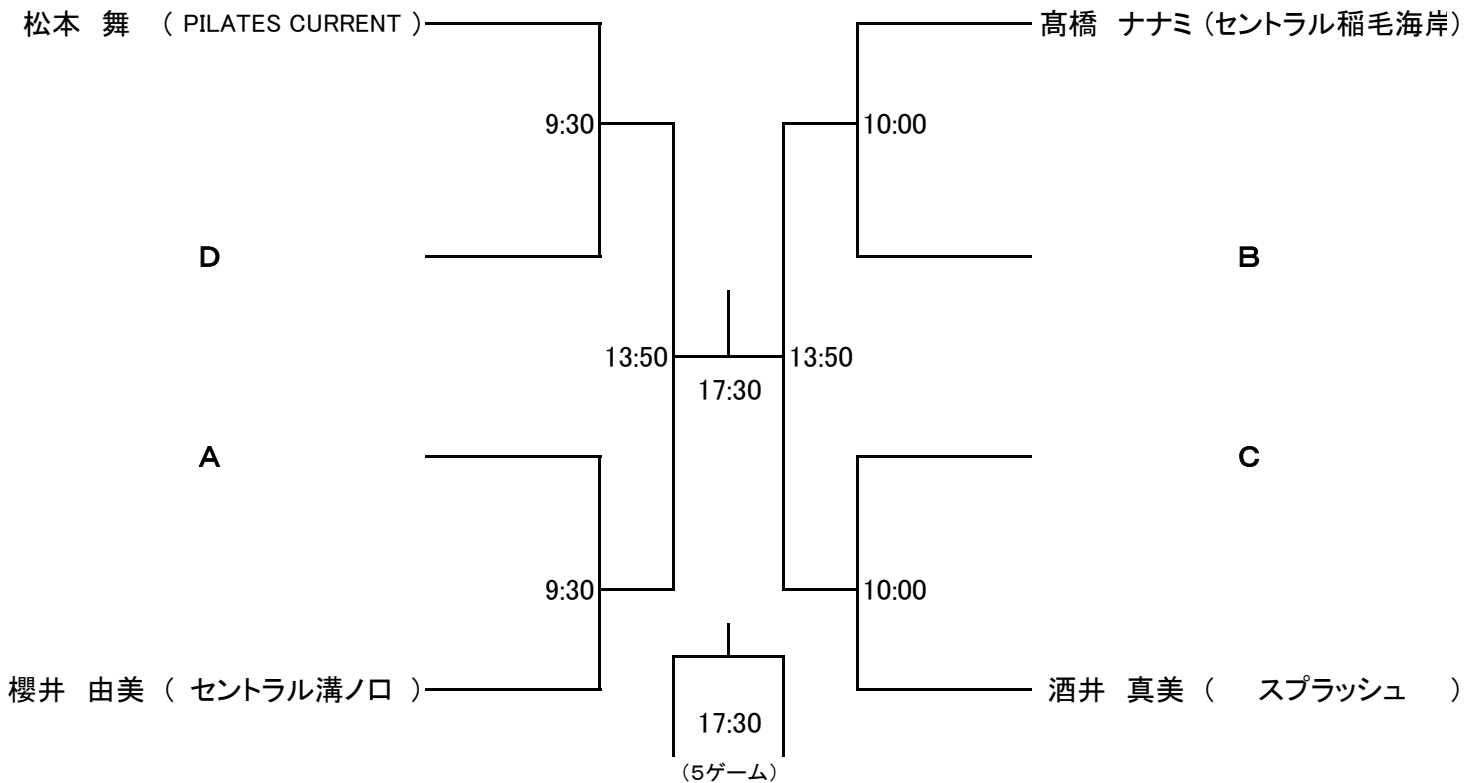 松本　舞　（ PILATES CURRENT ）
髙橋　ナナミ（セントラル稲毛海岸）
9:30
10:00
D
B
13:50
13:50
17:30
A
C
9:30
10:00
櫻井　由美（ セントラル溝ノ口 ）
酒井　真美（　スプラッシュ　）
17:30
（5ゲーム）